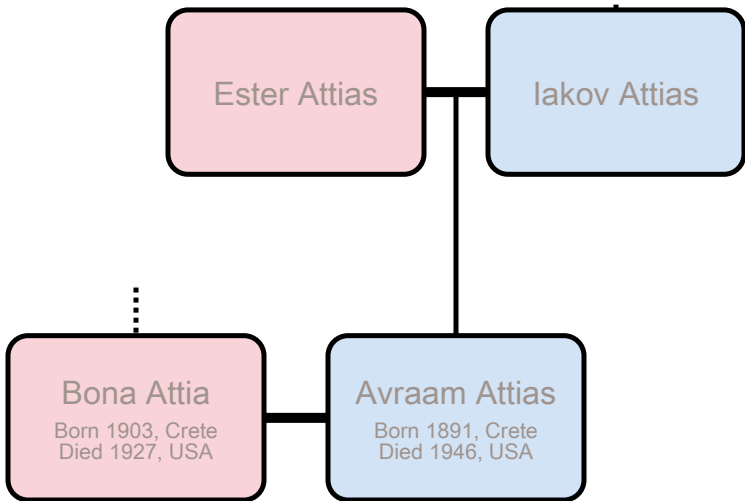 Ester Attias
Iakov Attias
Bona Attia
Born 1903, Crete
Died 1927, USA
Avraam Attias
Born 1891, Crete
Died 1946, USA